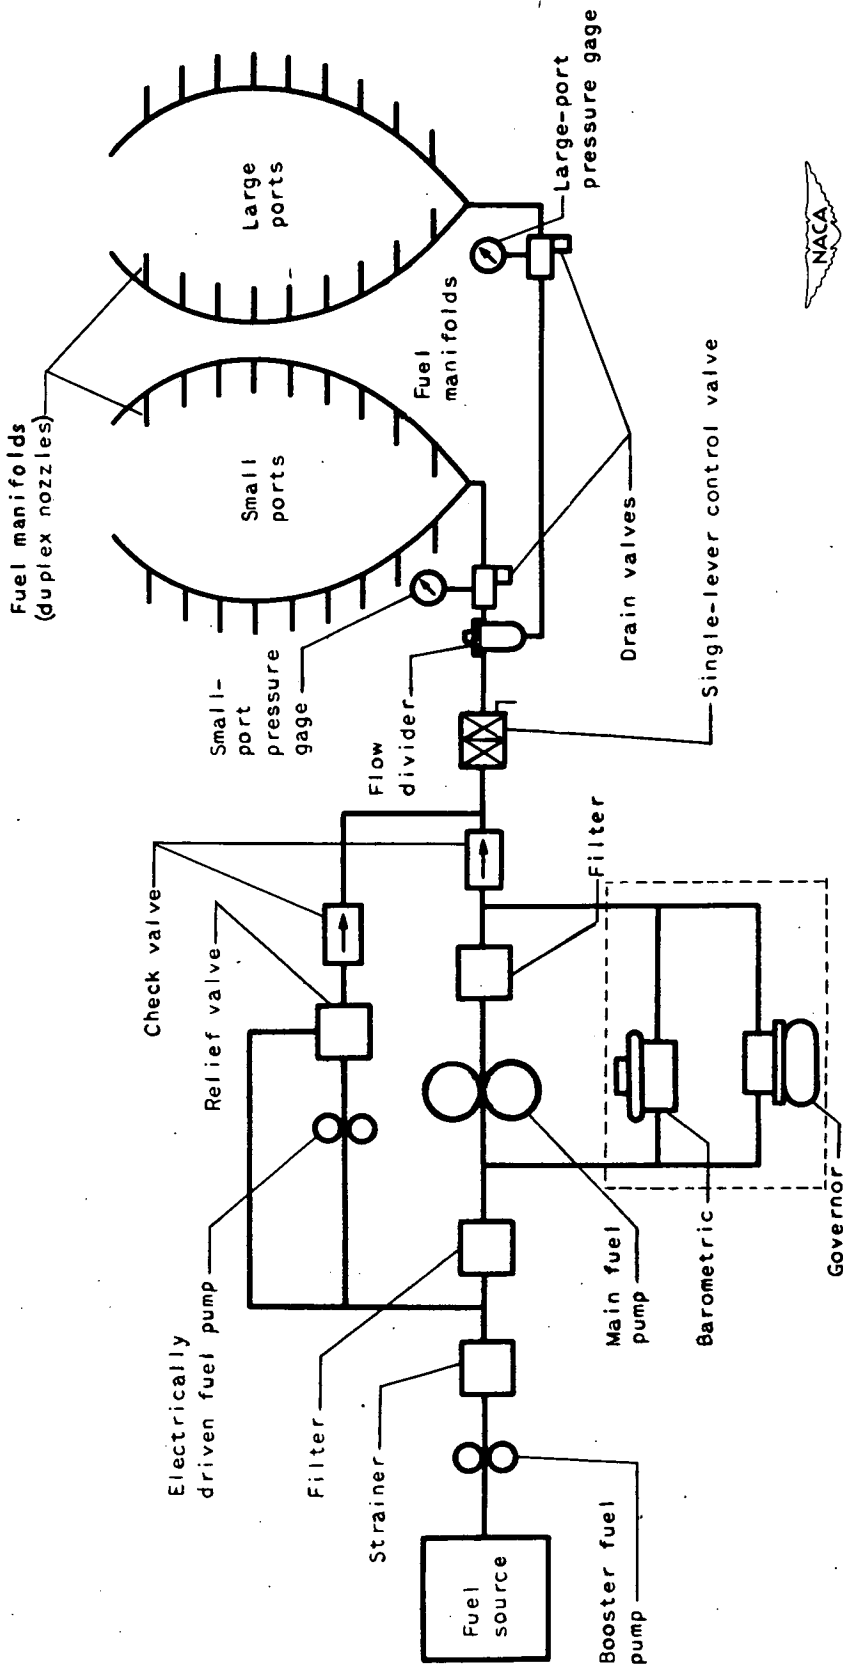 Fuel manifolds
(duplex nozzles)
Small
ports
Large
ports
Fuel
manifolds
Large-port
pressure gage
Small-
port
pressure
gage
Flow
divider
Drain valves
Single-lever control valve
Check valve
Relief valve
Filter
Electrically
driven fuel pump
Filter
Strainer
Main fuel
pump
Barometric
Governor
Fuel
source
Booster fuel
pump
NACA